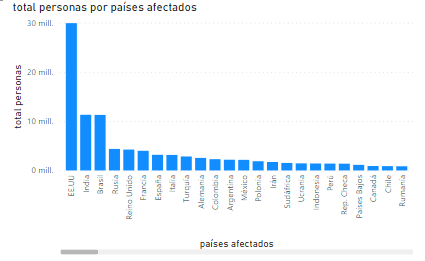 total personas por países afectados
total personas
30 mill.
20 mill.
10 mill.
0 mill.
EE.UU
India
Brasil
Rusia
Reino Unido
Francia
España
Italia
Turquía
Alemania
Colombia
Argentina
México
Polonia
Irán
Sudáfrica
Ucrania
Indonesia
Perú
Rep. Checa
Países Bajos
Canadá
Chile
Rumania
países afectados